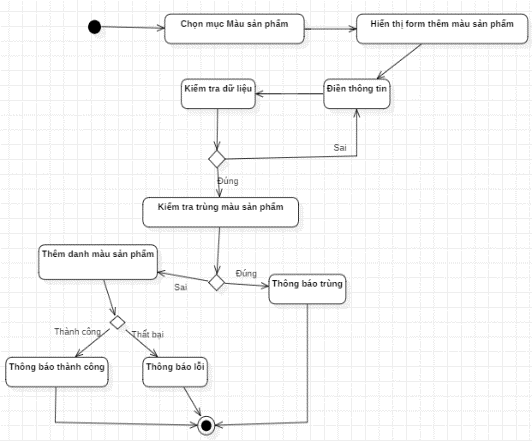 Chọn mục Màu sản phẩm
Hiển thị form thêm màu sản phẩm
Kiểm tra dữ liệu
Điền thông tin
Sai
Đúng
Kiểm tra trùng màu sản phẩm
Thêm danh màu sản phẩm
Sai
Đúng
Thông báo trùng
Thành công
Thất bại
Thông báo thành công
Thông báo lỗi